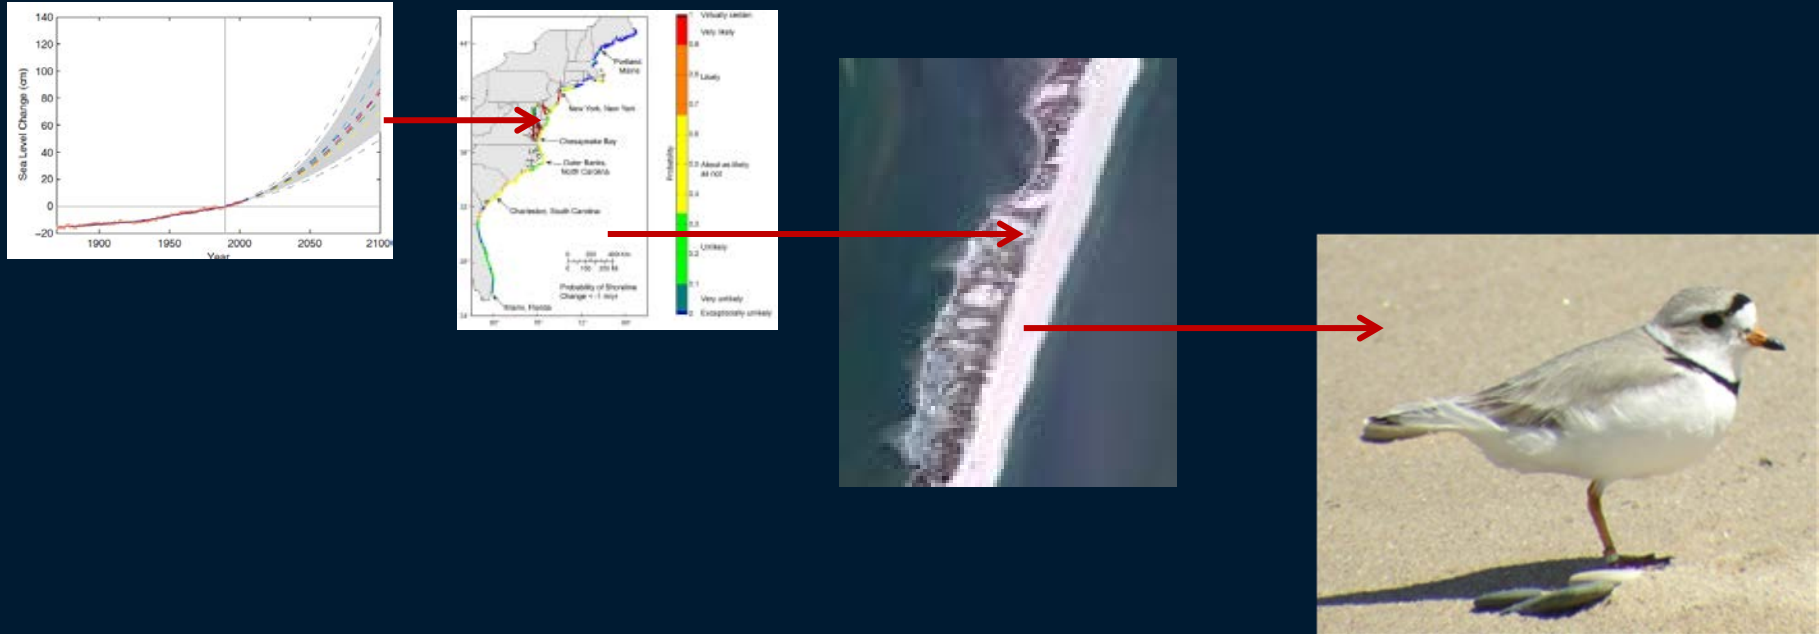 140
120
100
80
60
40
20
0
−20
Sea Level Change (cm)
1900
1950
2000
2050
2100
Year
Portland,
Maine
New York, New York
Chesapeake Bay
Outer Banks,
North Carolina
Charleston, South Carolina
Miami, Florida
Probability of Shoreline
Change < -1 m/yr
Probability
Virtually certain
Very likely
Likely
About as likely
as not
Unlikely
Very unlikely
Exceptionally unlikely